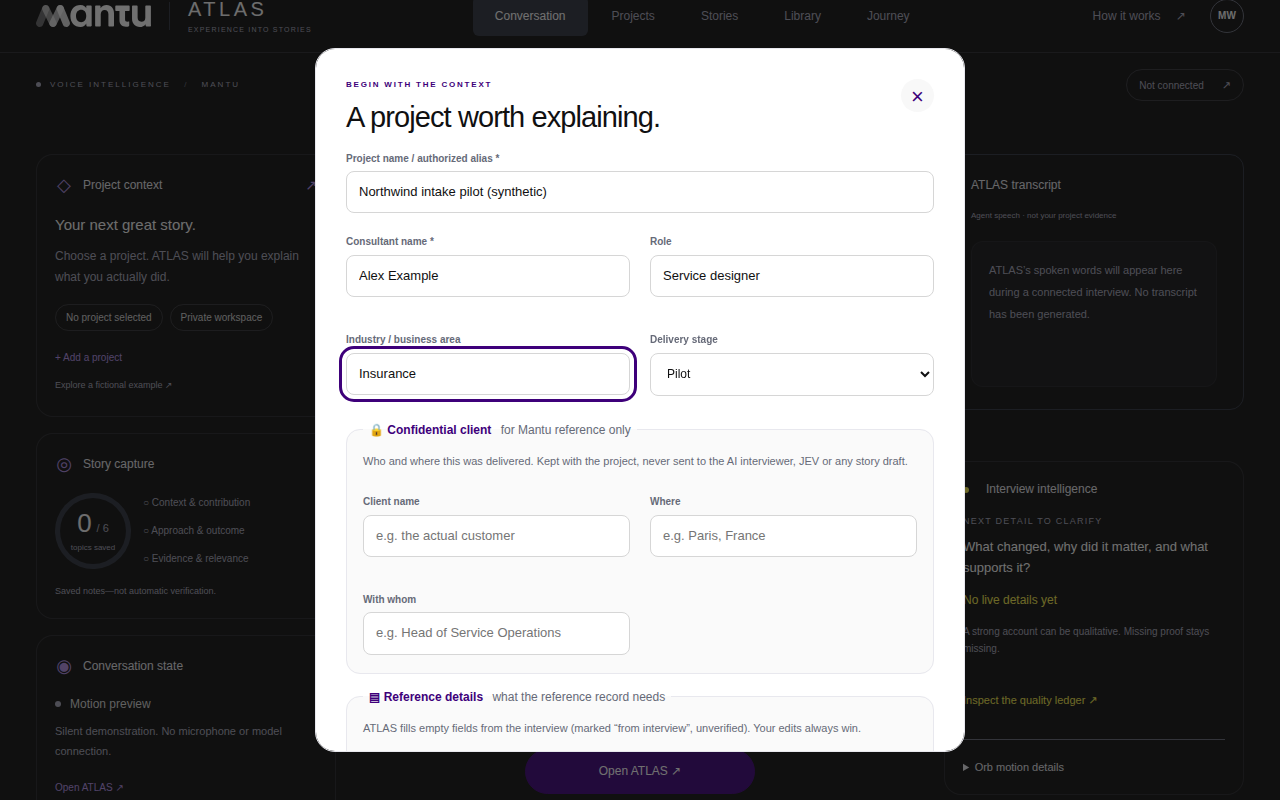 mantu
ATLAS
EXPERIENCE INTO STORIES
Conversation
Projects
Stories
Library
Journey
How it works ↗
MW
VOICE INTELLIGENCE / MANTU
Not connected ↗
Project context ↗
Your next great story.
Choose a project. ATLAS will help you explain
what you actually did.
No project selected
Private workspace
+ Add a project
Explore a fictional example ↗
Story capture
0 / 6
topics saved
○ Context & contribution
○ Approach & outcome
○ Evidence & relevance
Saved notes—not automatic verification.
Conversation state
Motion preview
Silent demonstration. No microphone or model
connection.
Open ATLAS ↗
BEGIN WITH THE CONTEXT
×
A project worth explaining.
Project name / authorized alias *
Northwind intake pilot (synthetic)
Consultant name *
Role
Alex Example
Service designer
Industry / business area
Delivery stage
Insurance
Pilot
🔒 Confidential client for Mantu reference only
Who and where this was delivered. Kept with the project, never sent to the AI interviewer, JEV or any story draft.
Client name
Where
e.g. the actual customer
e.g. Paris, France
With whom
e.g. Head of Service Operations
▤ Reference details what the reference record needs
ATLAS fills empty fields from the interview (marked “from interview”, unverified). Your edits always win.
Open ATLAS ↗
ATLAS transcript
Agent speech · not your project evidence
ATLAS's spoken words will appear here
during a connected interview. No transcript
has been generated.
Interview intelligence
NEXT DETAIL TO CLARIFY
What changed, why did it matter, and what
supports it?
No live details yet
A strong account can be qualitative. Missing proof stays
missing.
Inspect the quality ledger ↗
▶ Orb motion details